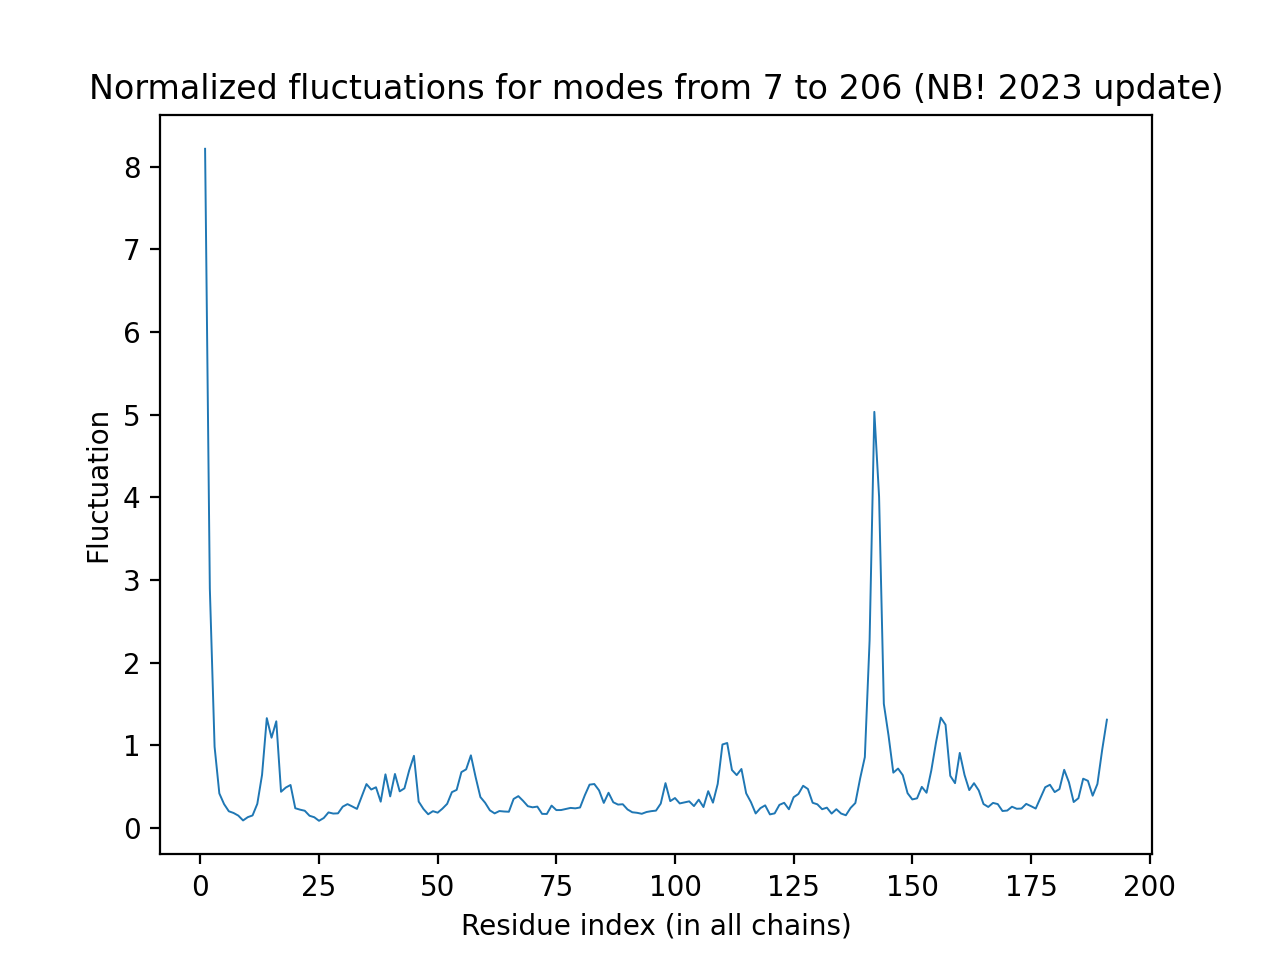 Normalized fluctuations for modes from 7 to 206 (NB! 2023 update)
8
7
6
5
4
3
2
1
0
Fluctuation
0 25 50 75 100 125 150 175 200
Residue index (in all chains)